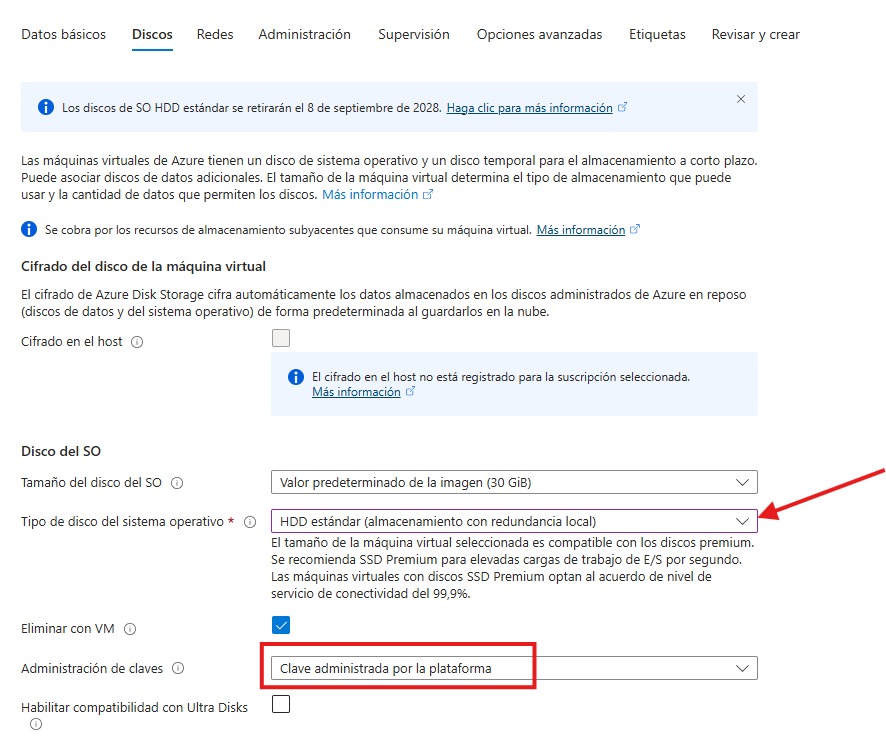 Datos básicos Discos Redes Administración Supervisión Opciones avanzadas Etiquetas Revisar y crear
Los discos de SO HDD estándar se retirarán el 8 de septiembre de 2028. Haga clic para más información
Las máquinas virtuales de Azure tienen un disco de sistema operativo y un disco temporal para el almacenamiento a corto plazo.
Puede asociar discos de datos adicionales. El tamaño de la máquina virtual determina el tipo de almacenamiento que puede
usar y la cantidad de datos que permiten los discos. Más información
Se cobra por los recursos de almacenamiento subyacentes que consume su máquina virtual. Más información
Cifrado del disco de la máquina virtual
El cifrado de Azure Disk Storage cifra automáticamente los datos almacenados en los discos administrados de Azure en reposo
(discos de datos y del sistema operativo) de forma predeterminada al guardarlos en la nube.
Cifrado en el host
El cifrado en el host no está registrado para la suscripción seleccionada.
Más información
Disco del SO
Tamaño del disco del SO
Valor predeterminado de la imagen (30 GiB)
Tipo de disco del sistema operativo *
HDD estándar (almacenamiento con redundancia local)
El tamaño de la máquina virtual seleccionada es compatible con los discos premium.
Se recomienda SSD Premium para elevadas cargas de trabajo de E/S por segundo.
Las máquinas virtuales con discos SSD Premium optan al acuerdo de nivel de
servicio de conectividad del 99,9%.
Eliminar con VM
Administración de claves
Clave administrada por la plataforma
Habilitar compatibilidad con Ultra Disks